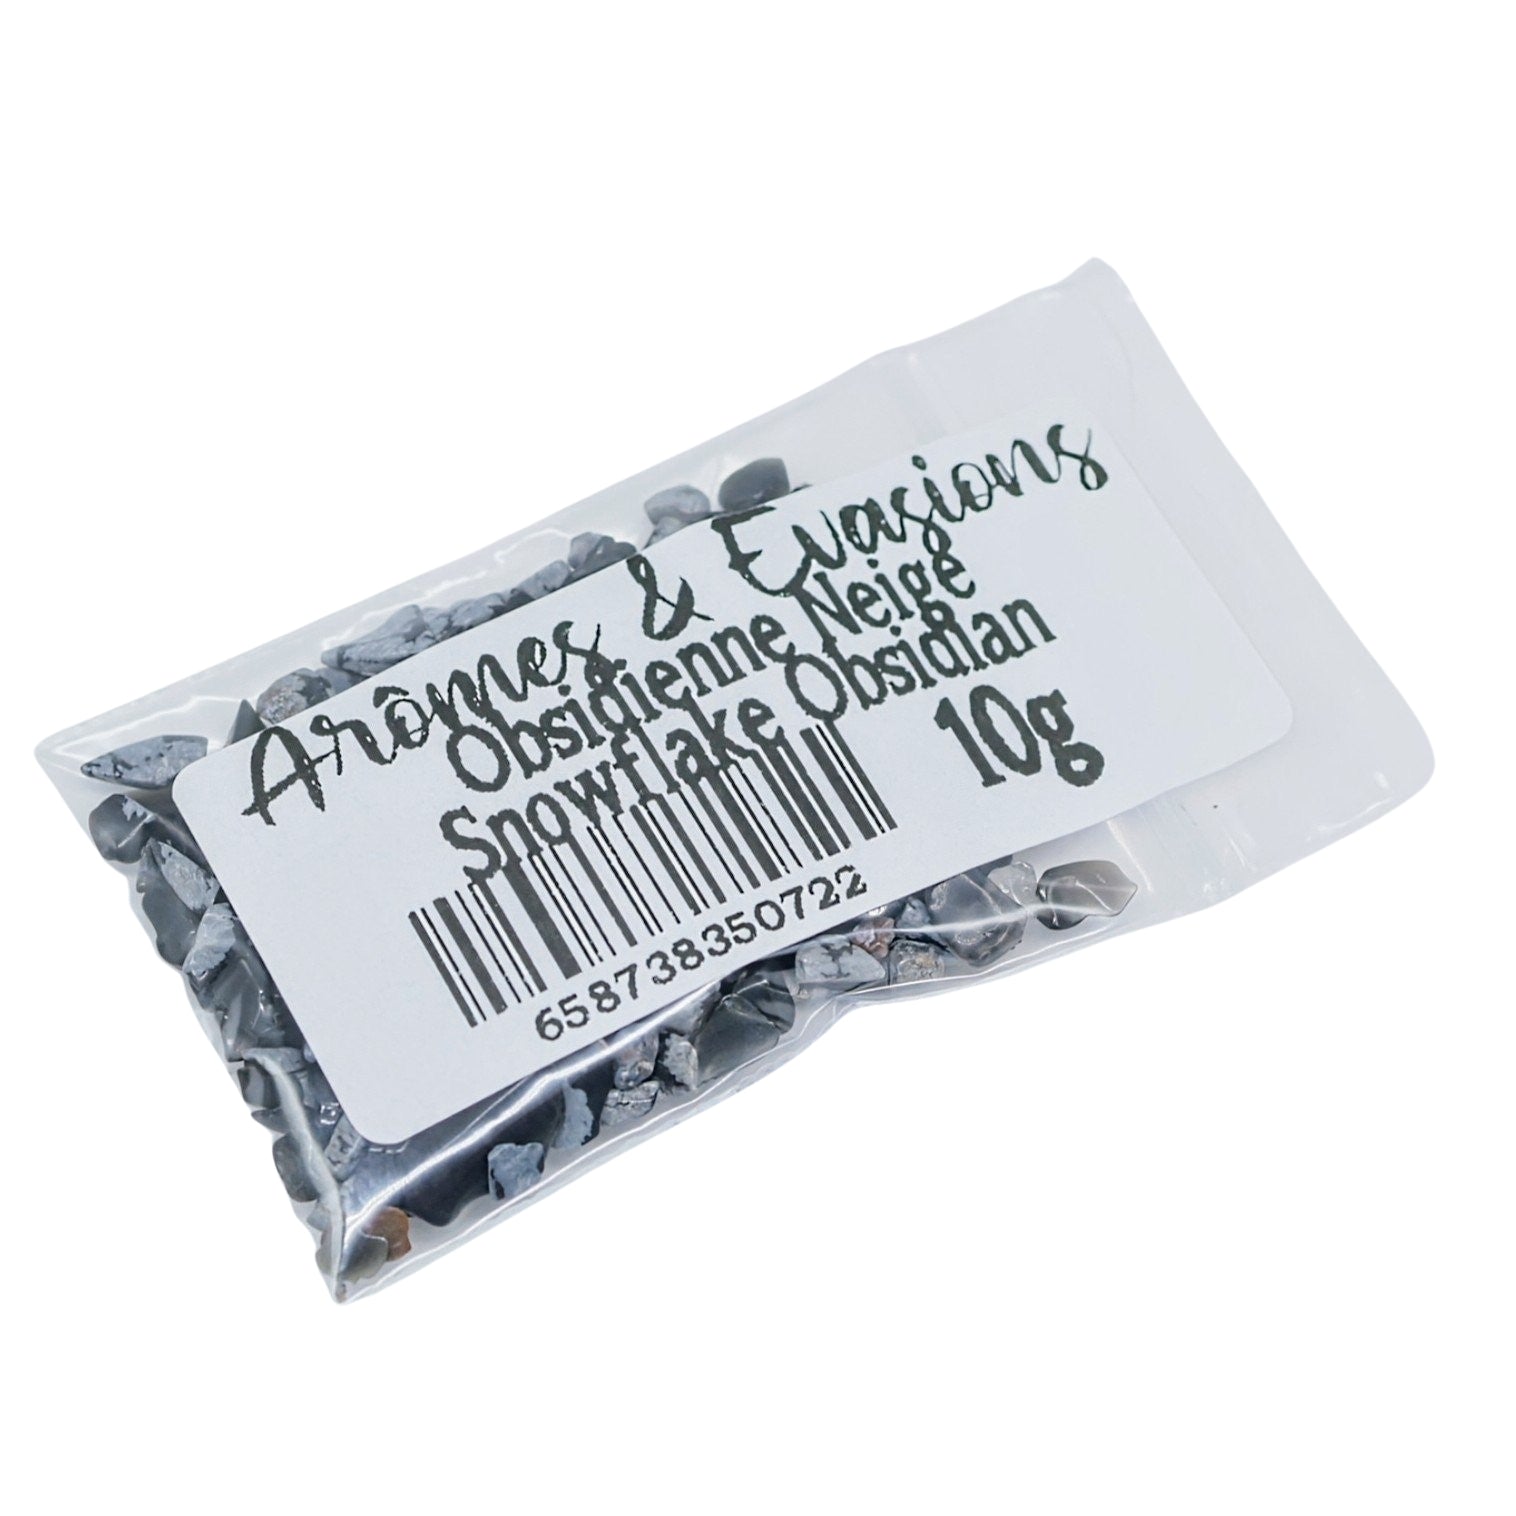 Arômes & Evasions
Obsidienne Neige
Snowflake Obsidian
10g
658738350722